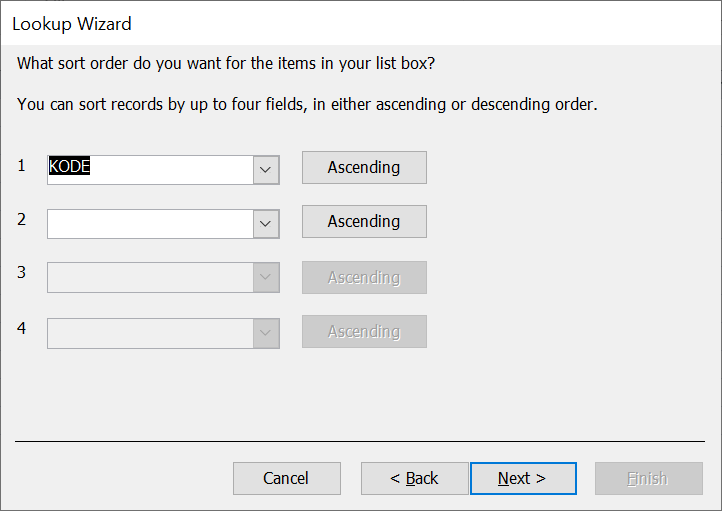 Lookup Wizard
What sort order do you want for the items in your list box?
You can sort records by up to four fields, in either ascending or descending order.
1 KODE Ascending
2 Ascending
3 Ascending
4 Ascending
Cancel < Back Next > Finish